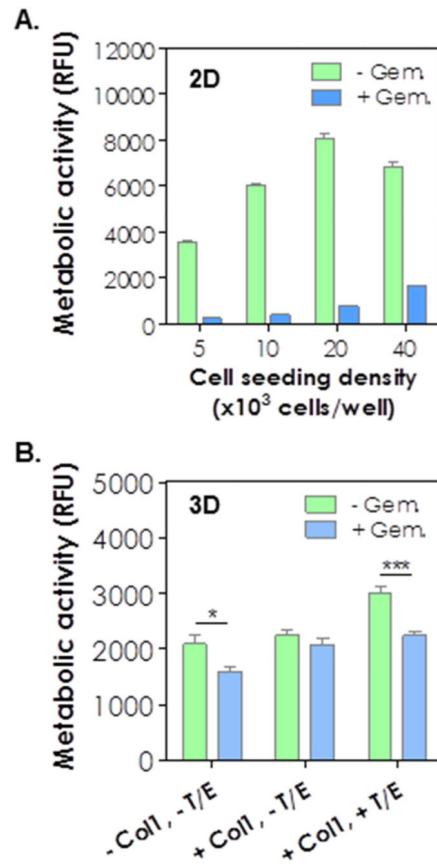 A.
Metabolic activity (RFU)
12000
10000
8000
6000
4000
2000
0
2D
- Gem.
+ Gem.
5 10 20 40
Cell seeding density
(x10³ cells/well)
B.
Metabolic activity (RFU)
5000
4000
3000
2000
1000
0
3D
- Gem.
+ Gem.
*
***
- Col1, - T/E
+ Col1, - T/E
+ Col1, + T/E